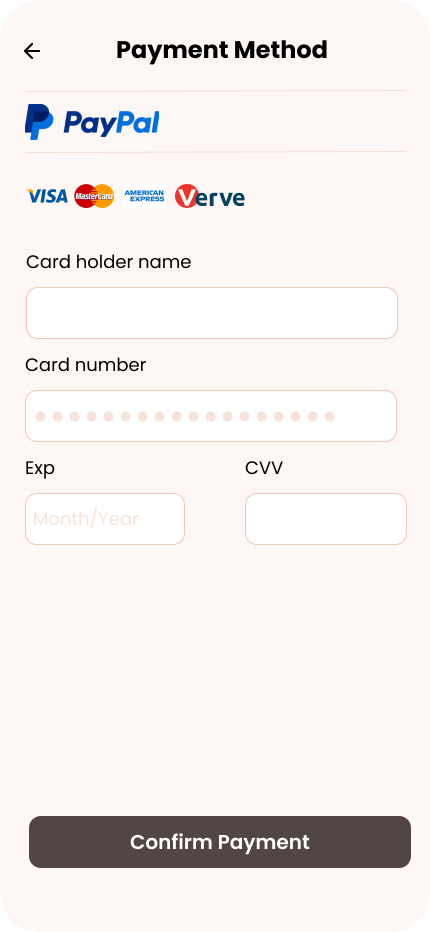 Payment Method
PayPal
VISA MasterCard AMERICAN EXPRESS Verve
Card holder name
Card number
Exp CVV
Month/Year
Confirm Payment